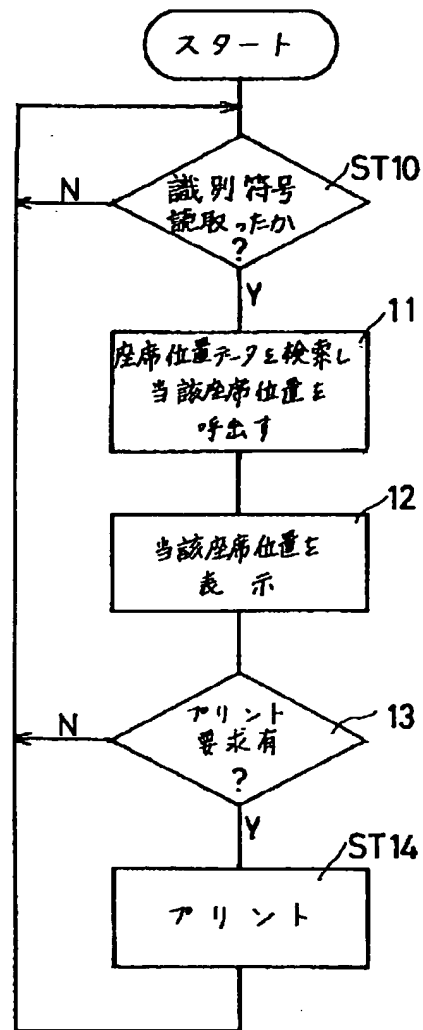 スタート
ST10
N
識別符号
読取ったか
?
Y
11
座席位置データを検索し
当該座席位置を
呼出す
12
当該座席位置を
表示
13
N
プリント
要求有
?
Y
ST14
プリント